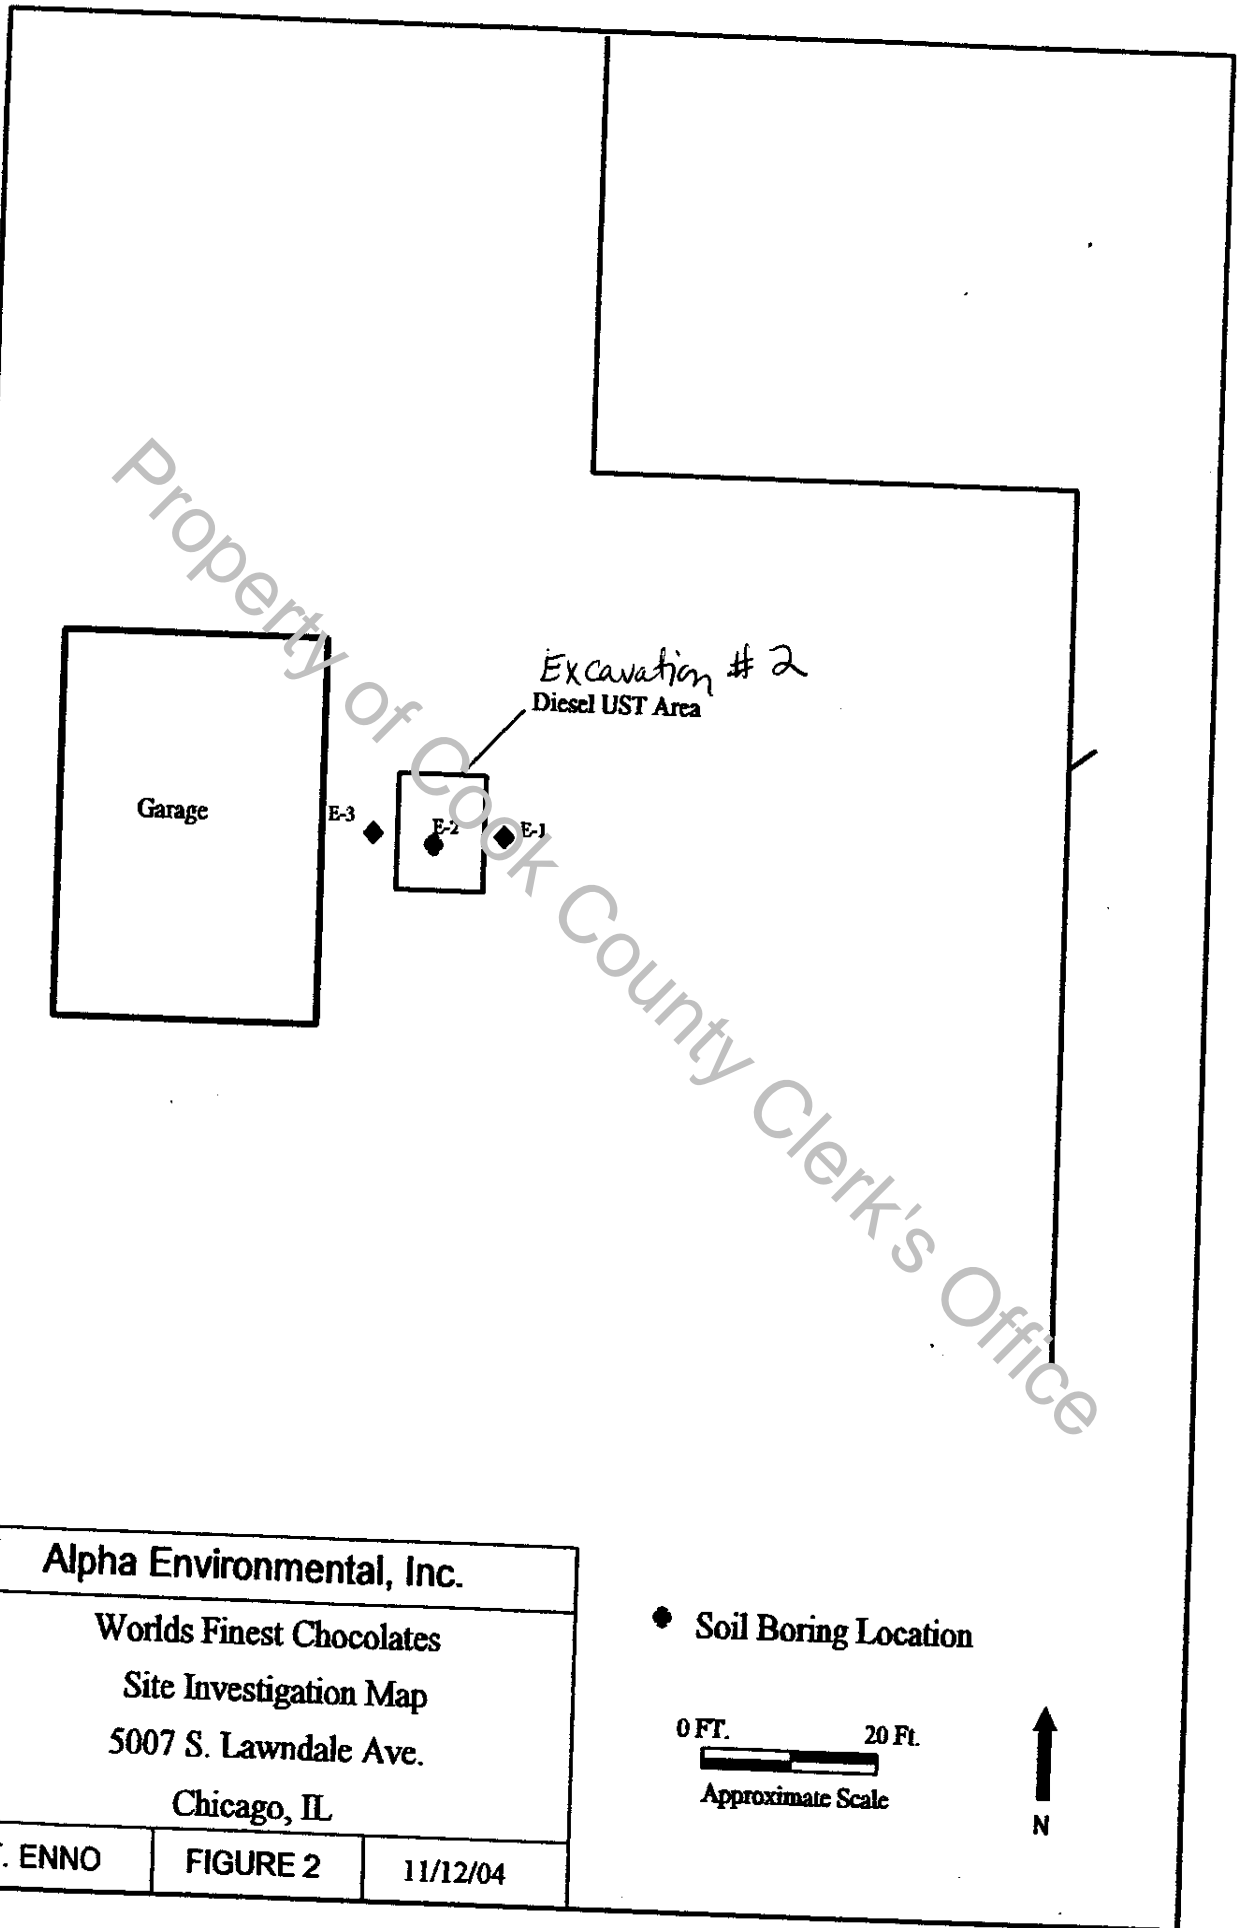 Property of Cook County Clerk's Office
Excavation # 2
Diesel UST Area
Garage
E-3
E-2
E-1
Alpha Environmental, Inc.
Worlds Finest Chocolates
Site Investigation Map
5007 S. Lawndale Ave.
Chicago, IL
. ENNO
FIGURE 2
11/12/04
Soil Boring Location
0 FT.
20 Ft.
Approximate Scale
N